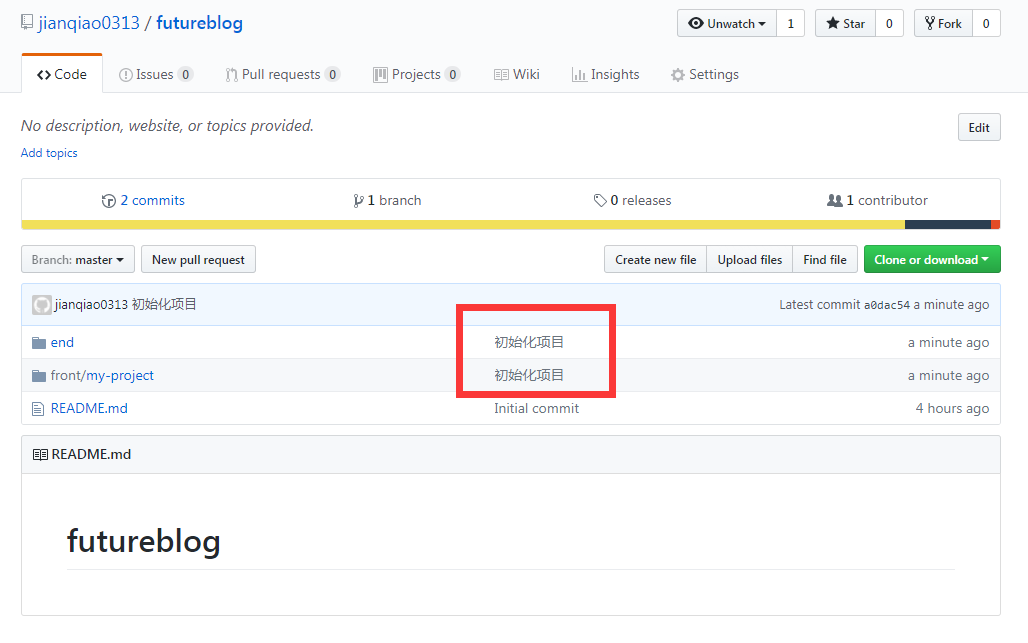 jianqiao0313 / futureblog Unwatch 1 Star 0 Fork 0
Code Issues 0 Pull requests 0 Projects 0 Wiki Insights Settings
No description, website, or topics provided. Edit
Add topics
2 commits 1 branch 0 releases 1 contributor
Branch: master New pull request Create new file Upload files Find file Clone or download
jianqiao0313 初始化项目 Latest commit a0dac54 a minute ago
end 初始化项目 a minute ago
front/my-project 初始化项目 a minute ago
README.md Initial commit 4 hours ago
README.md
futureblog